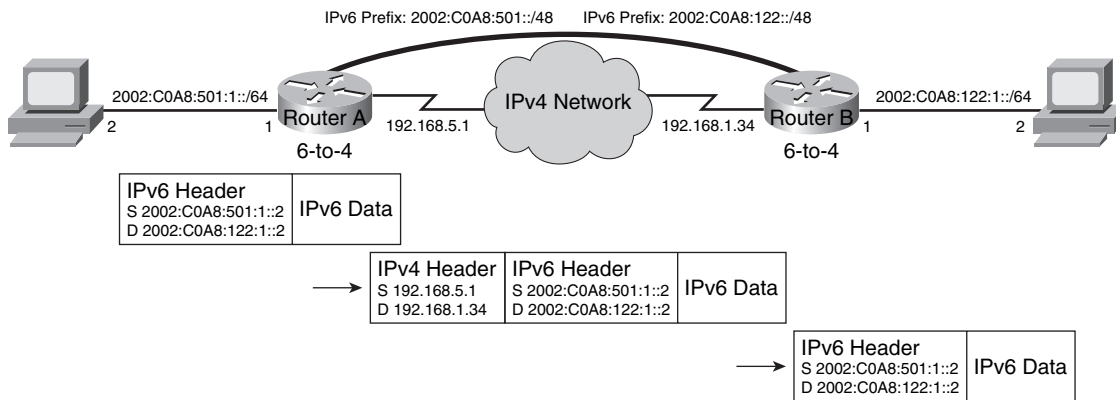 IPv6 Prefix: 2002:C0A8:501::/48 IPv6 Prefix: 2002:C0A8:122::/48
2002:C0A8:501:1::/64
2
1
Router A
6-to-4
192.168.5.1
IPv4 Network
192.168.1.34
Router B
6-to-4
2002:C0A8:122:1::/64
1
2
IPv6 Header
S 2002:C0A8:501:1::2
D 2002:C0A8:122:1::2
IPv6 Data
IPv4 Header
S 192.168.5.1
D 192.168.1.34
IPv6 Header
S 2002:C0A8:501:1::2
D 2002:C0A8:122:1::2
IPv6 Data
IPv6 Header
S 2002:C0A8:501:1::2
D 2002:C0A8:122:1::2
IPv6 Data